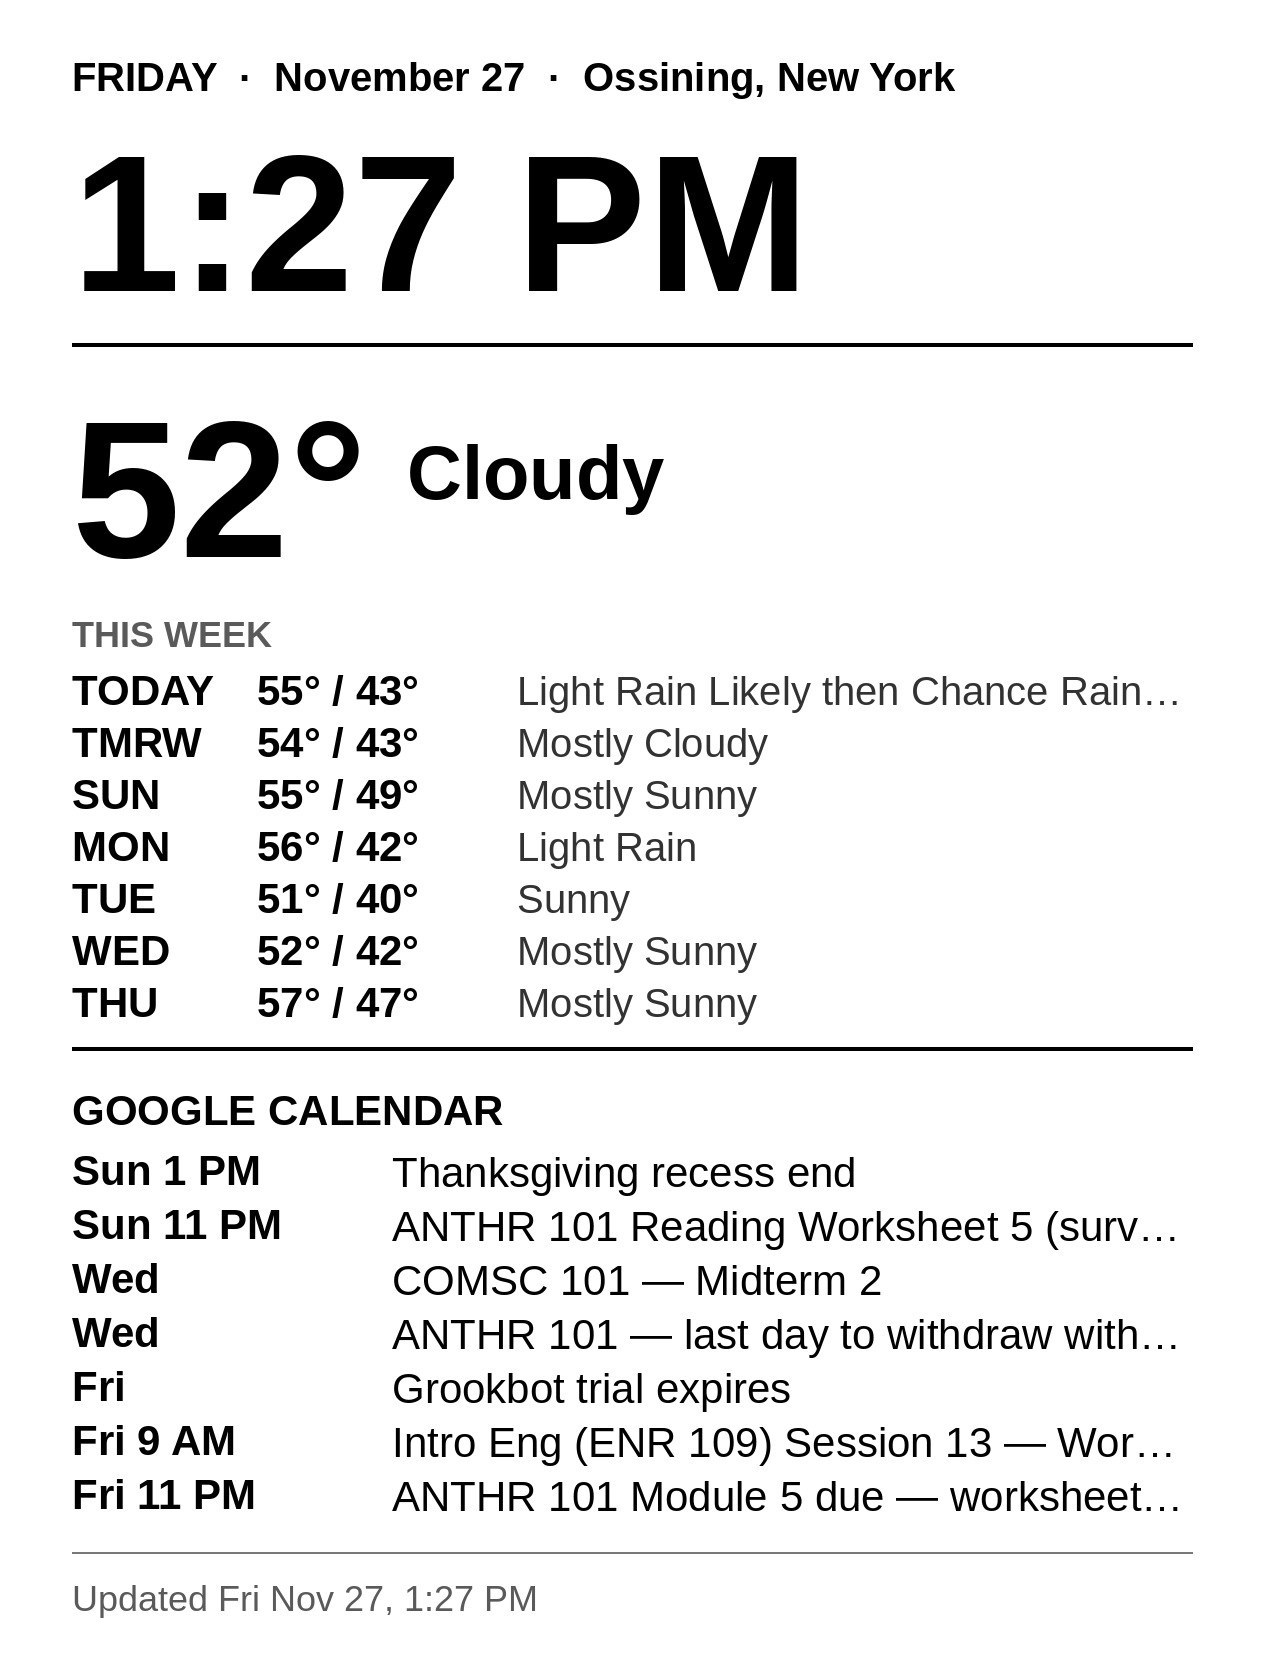 FRIDAY · November 27 · Ossining, New York
1:27 PM
52° Cloudy
THIS WEEK
TODAY 55° / 43° Light Rain Likely then Chance Rain…
TMRW 54° / 43° Mostly Cloudy
SUN 55° / 49° Mostly Sunny
MON 56° / 42° Light Rain
TUE 51° / 40° Sunny
WED 52° / 42° Mostly Sunny
THU 57° / 47° Mostly Sunny
GOOGLE CALENDAR
Sun 1 PM Thanksgiving recess end
Sun 11 PM ANTHR 101 Reading Worksheet 5 (surv…
Wed COMSC 101 — Midterm 2
Wed ANTHR 101 — last day to withdraw with…
Fri Grookbot trial expires
Fri 9 AM Intro Eng (ENR 109) Session 13 — Wor…
Fri 11 PM ANTHR 101 Module 5 due — worksheet…
Updated Fri Nov 27, 1:27 PM